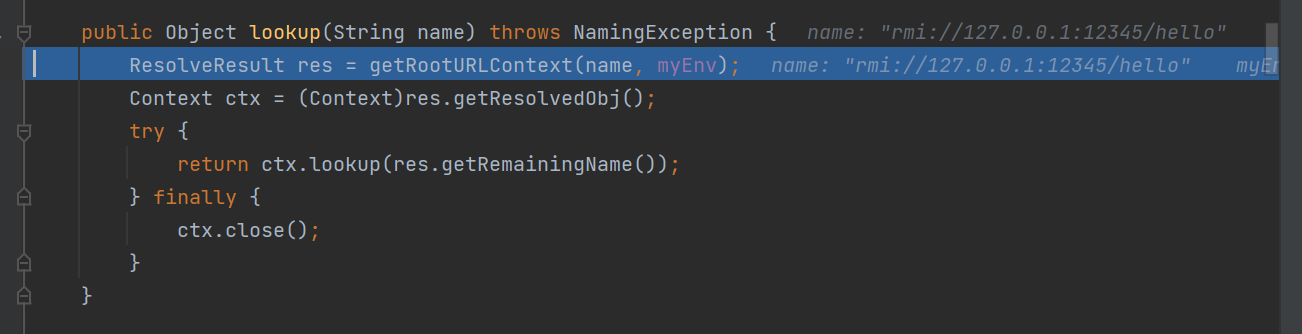 public Object lookup(String name) throws NamingException {   name: "rmi://127.0.0.1:12345/hello"
    ResolveResult res = getRootURLContext(name, myEnv);   name: "rmi://127.0.0.1:12345/hello"
    Context ctx = (Context)res.getResolvedObj();
    try {
        return ctx.lookup(res.getRemainingName());
    } finally {
        ctx.close();
    }
}